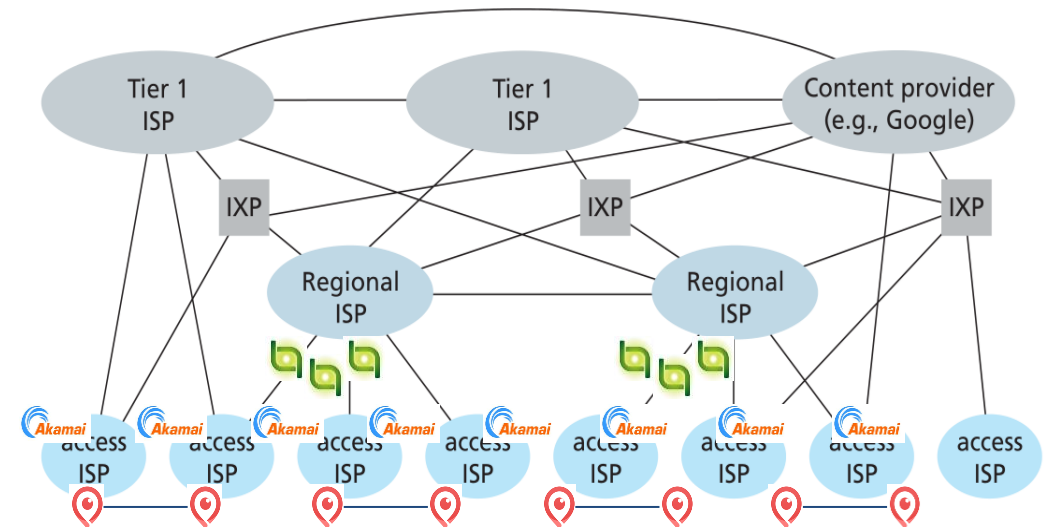 Tier 1
ISP
Tier 1
ISP
Content provider
(e.g., Google)
IXP
IXP
IXP
Regional
ISP
Regional
ISP
Akamai
Akamai
Akamai
Akamai
Akamai
Akamai
Akamai
Akamai
access
ISP
access
ISP
access
ISP
access
ISP
access
ISP
access
ISP
access
ISP
access
ISP